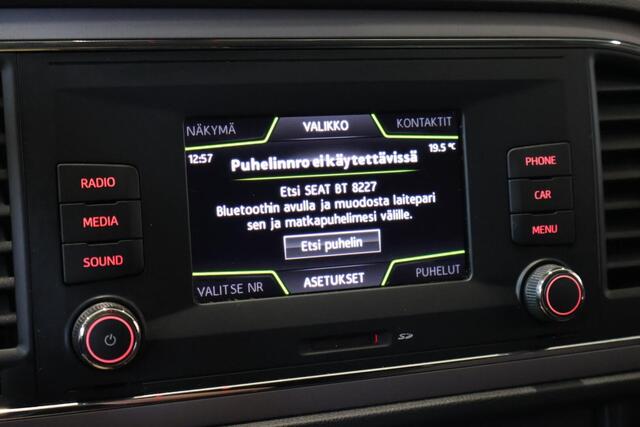 NÄKYMÄ VALIKKO KONTAKTIT
12:57 19.5 °C
Puhelinnro ei käytettävissä
Etsi SEAT BT 8227
Bluetoothin avulla ja muodosta laitepari
sen ja matkapuhelimesi välille.
Etsi puhelin
VALITSE NR ASETUKSET PUHELUT
RADIO
MEDIA
SOUND
PHONE
CAR
MENU
1 SD